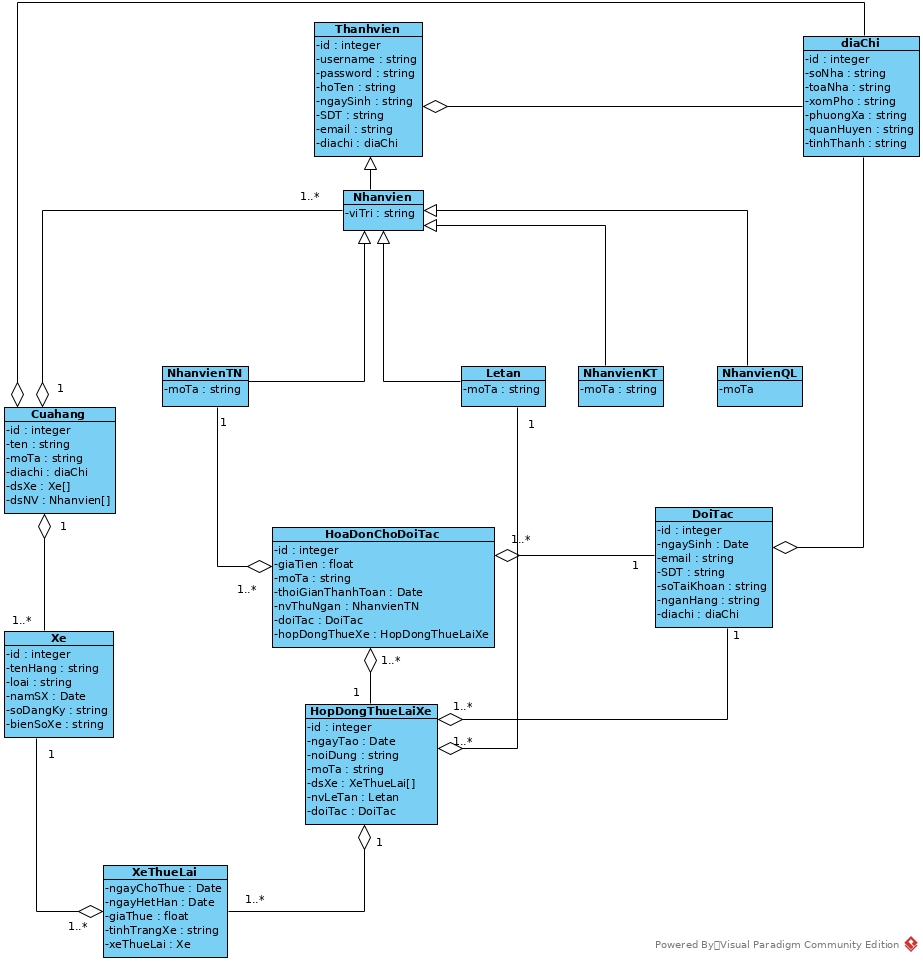 Thanhvien
-id : integer
-username : string
-password : string
-hoTen : string
-ngaySinh : string
-SDT : string
-email : string
-diachi : diaChi
diaChi
-id : integer
-soNha : string
-toaNha : string
-xomPho : string
-phuongXa : string
-quanHuyen : string
-tinhThanh : string
1..*
Nhanvien
-viTri : string
NhanvienTN
-moTa : string
Letan
-moTa : string
NhanvienKT
-moTa : string
NhanvienQL
-moTa
1
1
1
Cuahang
-id : integer
-ten : string
-moTa : string
-diachi : diaChi
-dsXe : Xe[]
-dsNV : Nhanvien[]
1
1..*
HoaDonChoDoiTac
-id : integer
-giaTien : float
-moTa : string
-thoiGianThanhToan : Date
-nvThuNgan : NhanvienTN
-doiTac : DoiTac
-hopDongThueXe : HopDongThueLaiXe
1..*
1
DoiTac
-id : integer
-ngaySinh : Date
-email : string
-SDT : string
-soTaiKhoan : string
-nganHang : string
-diachi : diaChi
1
1..*
Xe
-id : integer
-tenHang : string
-loai : string
-namSX : Date
-soDangKy : string
-bienSoXe : string
1
1..*
1
HopDongThueLaiXe
-id : integer
-ngayTao : Date
-noiDung : string
-moTa : string
-dsXe : XeThueLai[]
-nvLeTan : Letan
-doiTac : DoiTac
1..*
1..*
1
1..*
1..*
XeThueLai
-ngayChoThue : Date
-ngayHetHan : Date
-giaThue : float
-tinhTrangXe : string
-xeThueLai : Xe
Powered By Visual Paradigm Community Edition